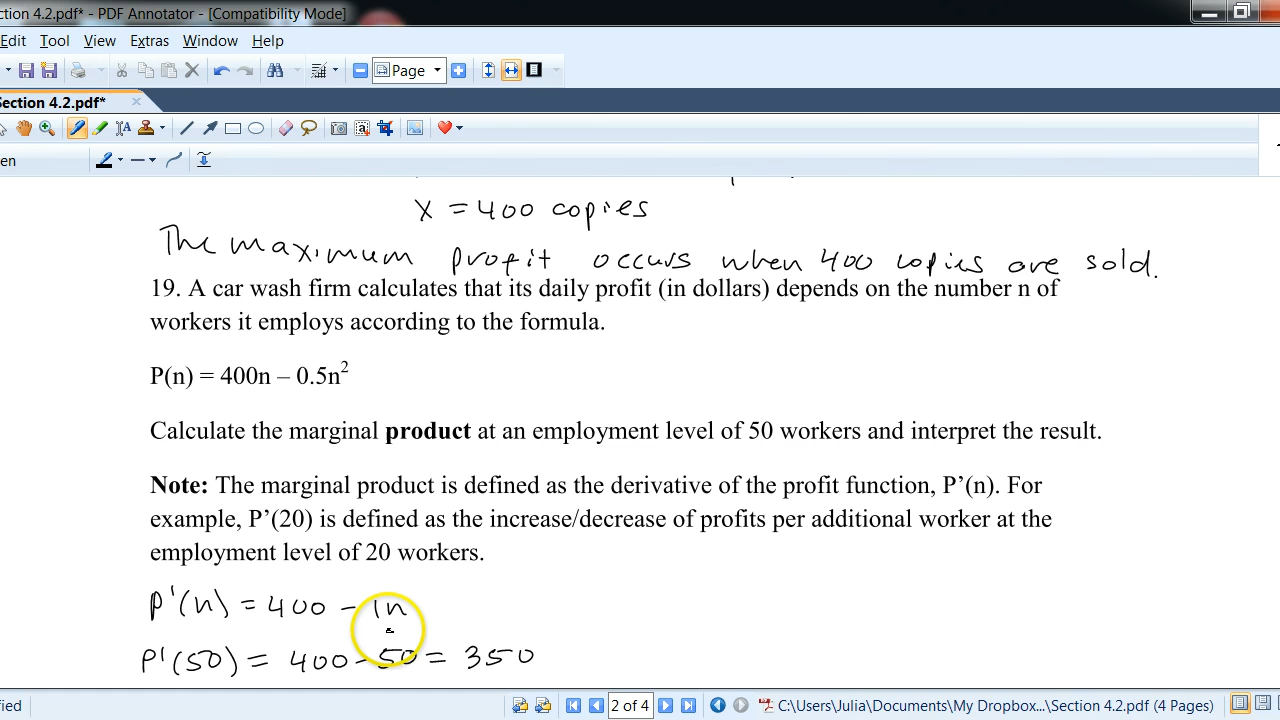 ction 4.2.pdf* - PDF Annotator - [Compatibility Mode]
Edit Tool View Extras Window Help
Page
Section 4.2.pdf*
en
x = 400 copies
The maximum profit occurs when 400 copies are sold.
19. A car wash firm calculates that its daily profit (in dollars) depends on the number n of
workers it employs according to the formula.
P(n) = 400n – 0.5n²
Calculate the marginal product at an employment level of 50 workers and interpret the result.
Note: The marginal product is defined as the derivative of the profit function, P’(n). For
example, P’(20) is defined as the increase/decrease of profits per additional worker at the
employment level of 20 workers.
P'(n) = 400 - 1n
P'(50) = 400 - 50 = 350
fied 2 of 4 C:\Users\Julia\Documents\My Dropbox...\Section 4.2.pdf (4 Pages)